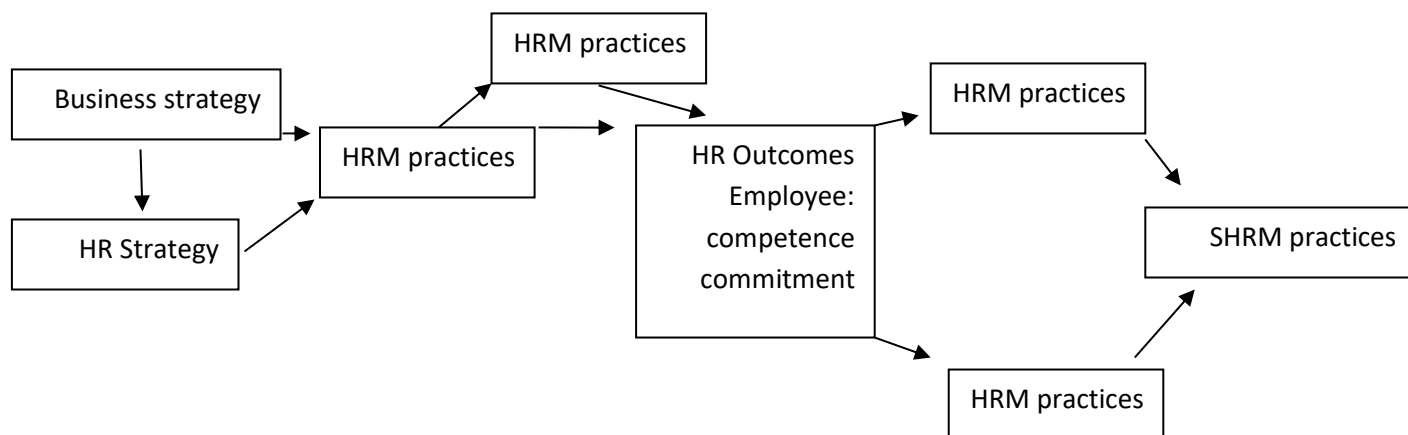 Business strategy
HR Strategy
HRM practices
HRM practices
HR Outcomes
Employee:
competence
commitment
HRM practices
HRM practices
SHRM practices